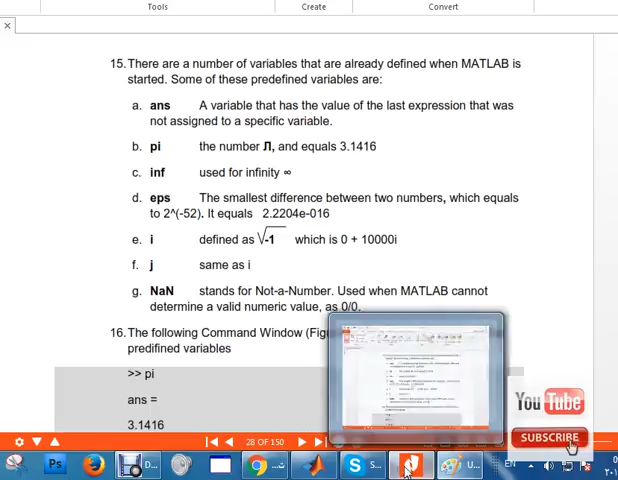 Tools
Create
Convert
15. There are a number of variables that are already defined when MATLAB is
started. Some of these predefined variables are:
a. ans A variable that has the value of the last expression that was
not assigned to a specific variable.
b. pi the number Л, and equals 3.1416
c. inf used for infinity ∞
d. eps The smallest difference between two numbers, which equals
to 2^(-52). It equals 2.2204e-016
e. i defined as √-1 which is 0 + 10000i
f. j same as i
g. NaN stands for Not-a-Number. Used when MATLAB cannot
determine a valid numeric value, as 0/0.
16. The following Command Window (Figu
predifined variables
>> pi
ans =
3.1416
You Tube
SUBSCRIBE
28 OF 150
Ps
D...
S...
U...
EN